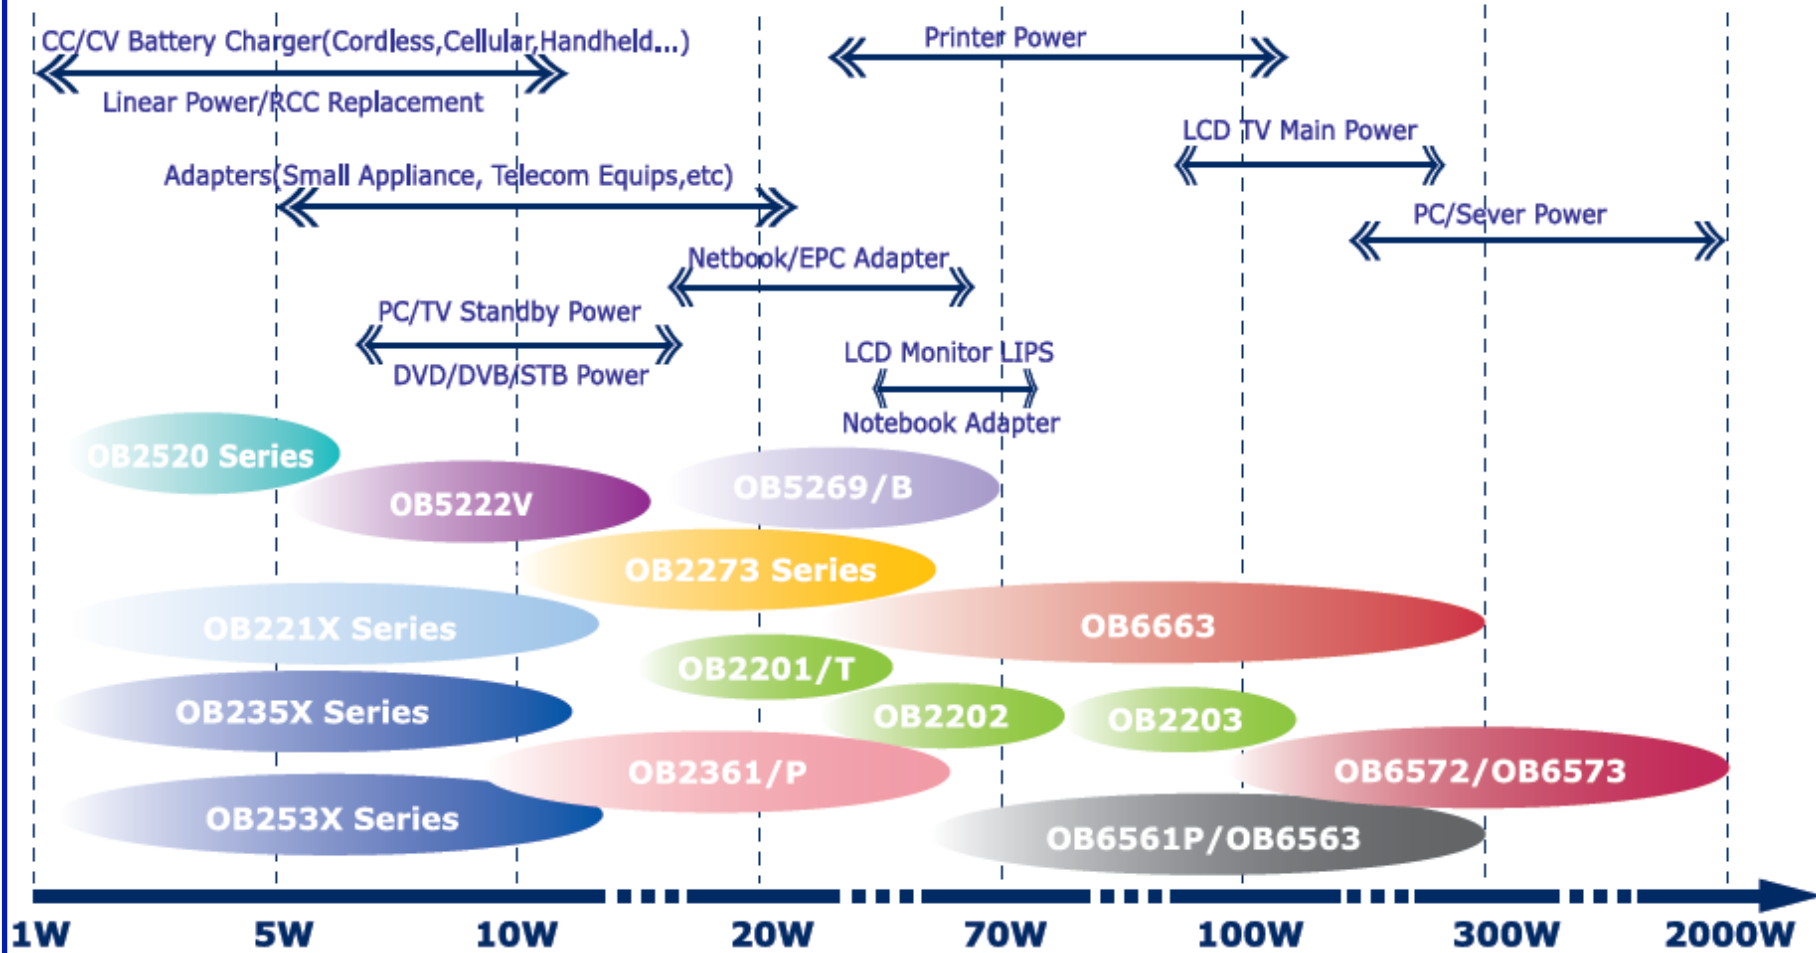 CC/CV Battery Charger(Cordless,Cellular,Handheld...)
Printer Power
Linear Power/RCC Replacement
LCD TV Main Power
Adapters(Small Appliance, Telecom Equips,etc)
PC/Sever Power
Netbook/EPC Adapter
PC/TV Standby Power
LCD Monitor LIPS
DVD/DVB/STB Power
Notebook Adapter
OB2520 Series
OB5222V
OB5269/B
OB2273 Series
OB221X Series
OB6663
OB2201/T
OB235X Series
OB2202
OB2203
OB2361/P
OB6572/OB6573
OB253X Series
OB6561P/OB6563
1W 5W 10W 20W 70W 100W 300W 2000W